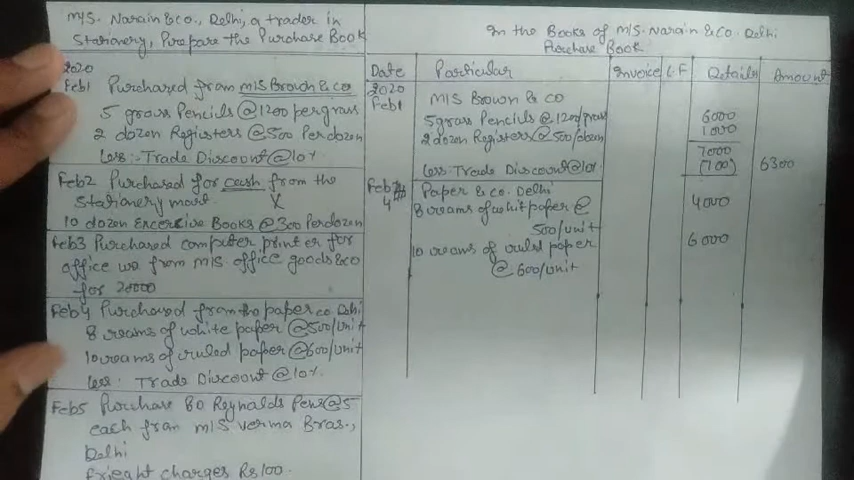 M/S. Narain & co., Delhi, a trader in
Stationery, Prepare the Purchase Book
2020
Feb1 Purchased from M/S Brown & co
5 gross Pencils @ 1200 per gross
2 dozen Registers @ 500 Per dozen
Less:- Trade Discount @ 10%
Feb2 Purchased for cash from the
Stationery mart X
10 dozen Excersive Books @ 300 Per dozen
Feb3 Purchased computer printer for
office use from M/S. office goods & co
for 20000
Feb4 Purchased from the paper co. Delhi
8 reams of white paper @ 500/Unit
10 reams of ruled paper @ 600/Unit
Less: Trade Discount @ 10%
Feb5 Purchase 80 Reynalds Pens @ 5
each from M/S verma Bros.,
Delhi
freight charges Rs 100.
In the Books of M/S. Narain & CO. Delhi
Purchase Book
Date Particular Invoice L.F Details Amount
2020
Feb1 M/S Brown & co
5 gross Pencils @ 1200/gross 6000
2 dozen Registers @ 500/dozen 1000
7000
Less: Trade Discount @ 10% (700) 6300
Feb
4 Paper & co. Delhi
8 reams of whit paper @ 4000
500/unit
10 reams of ruled paper 6000
@ 600/unit